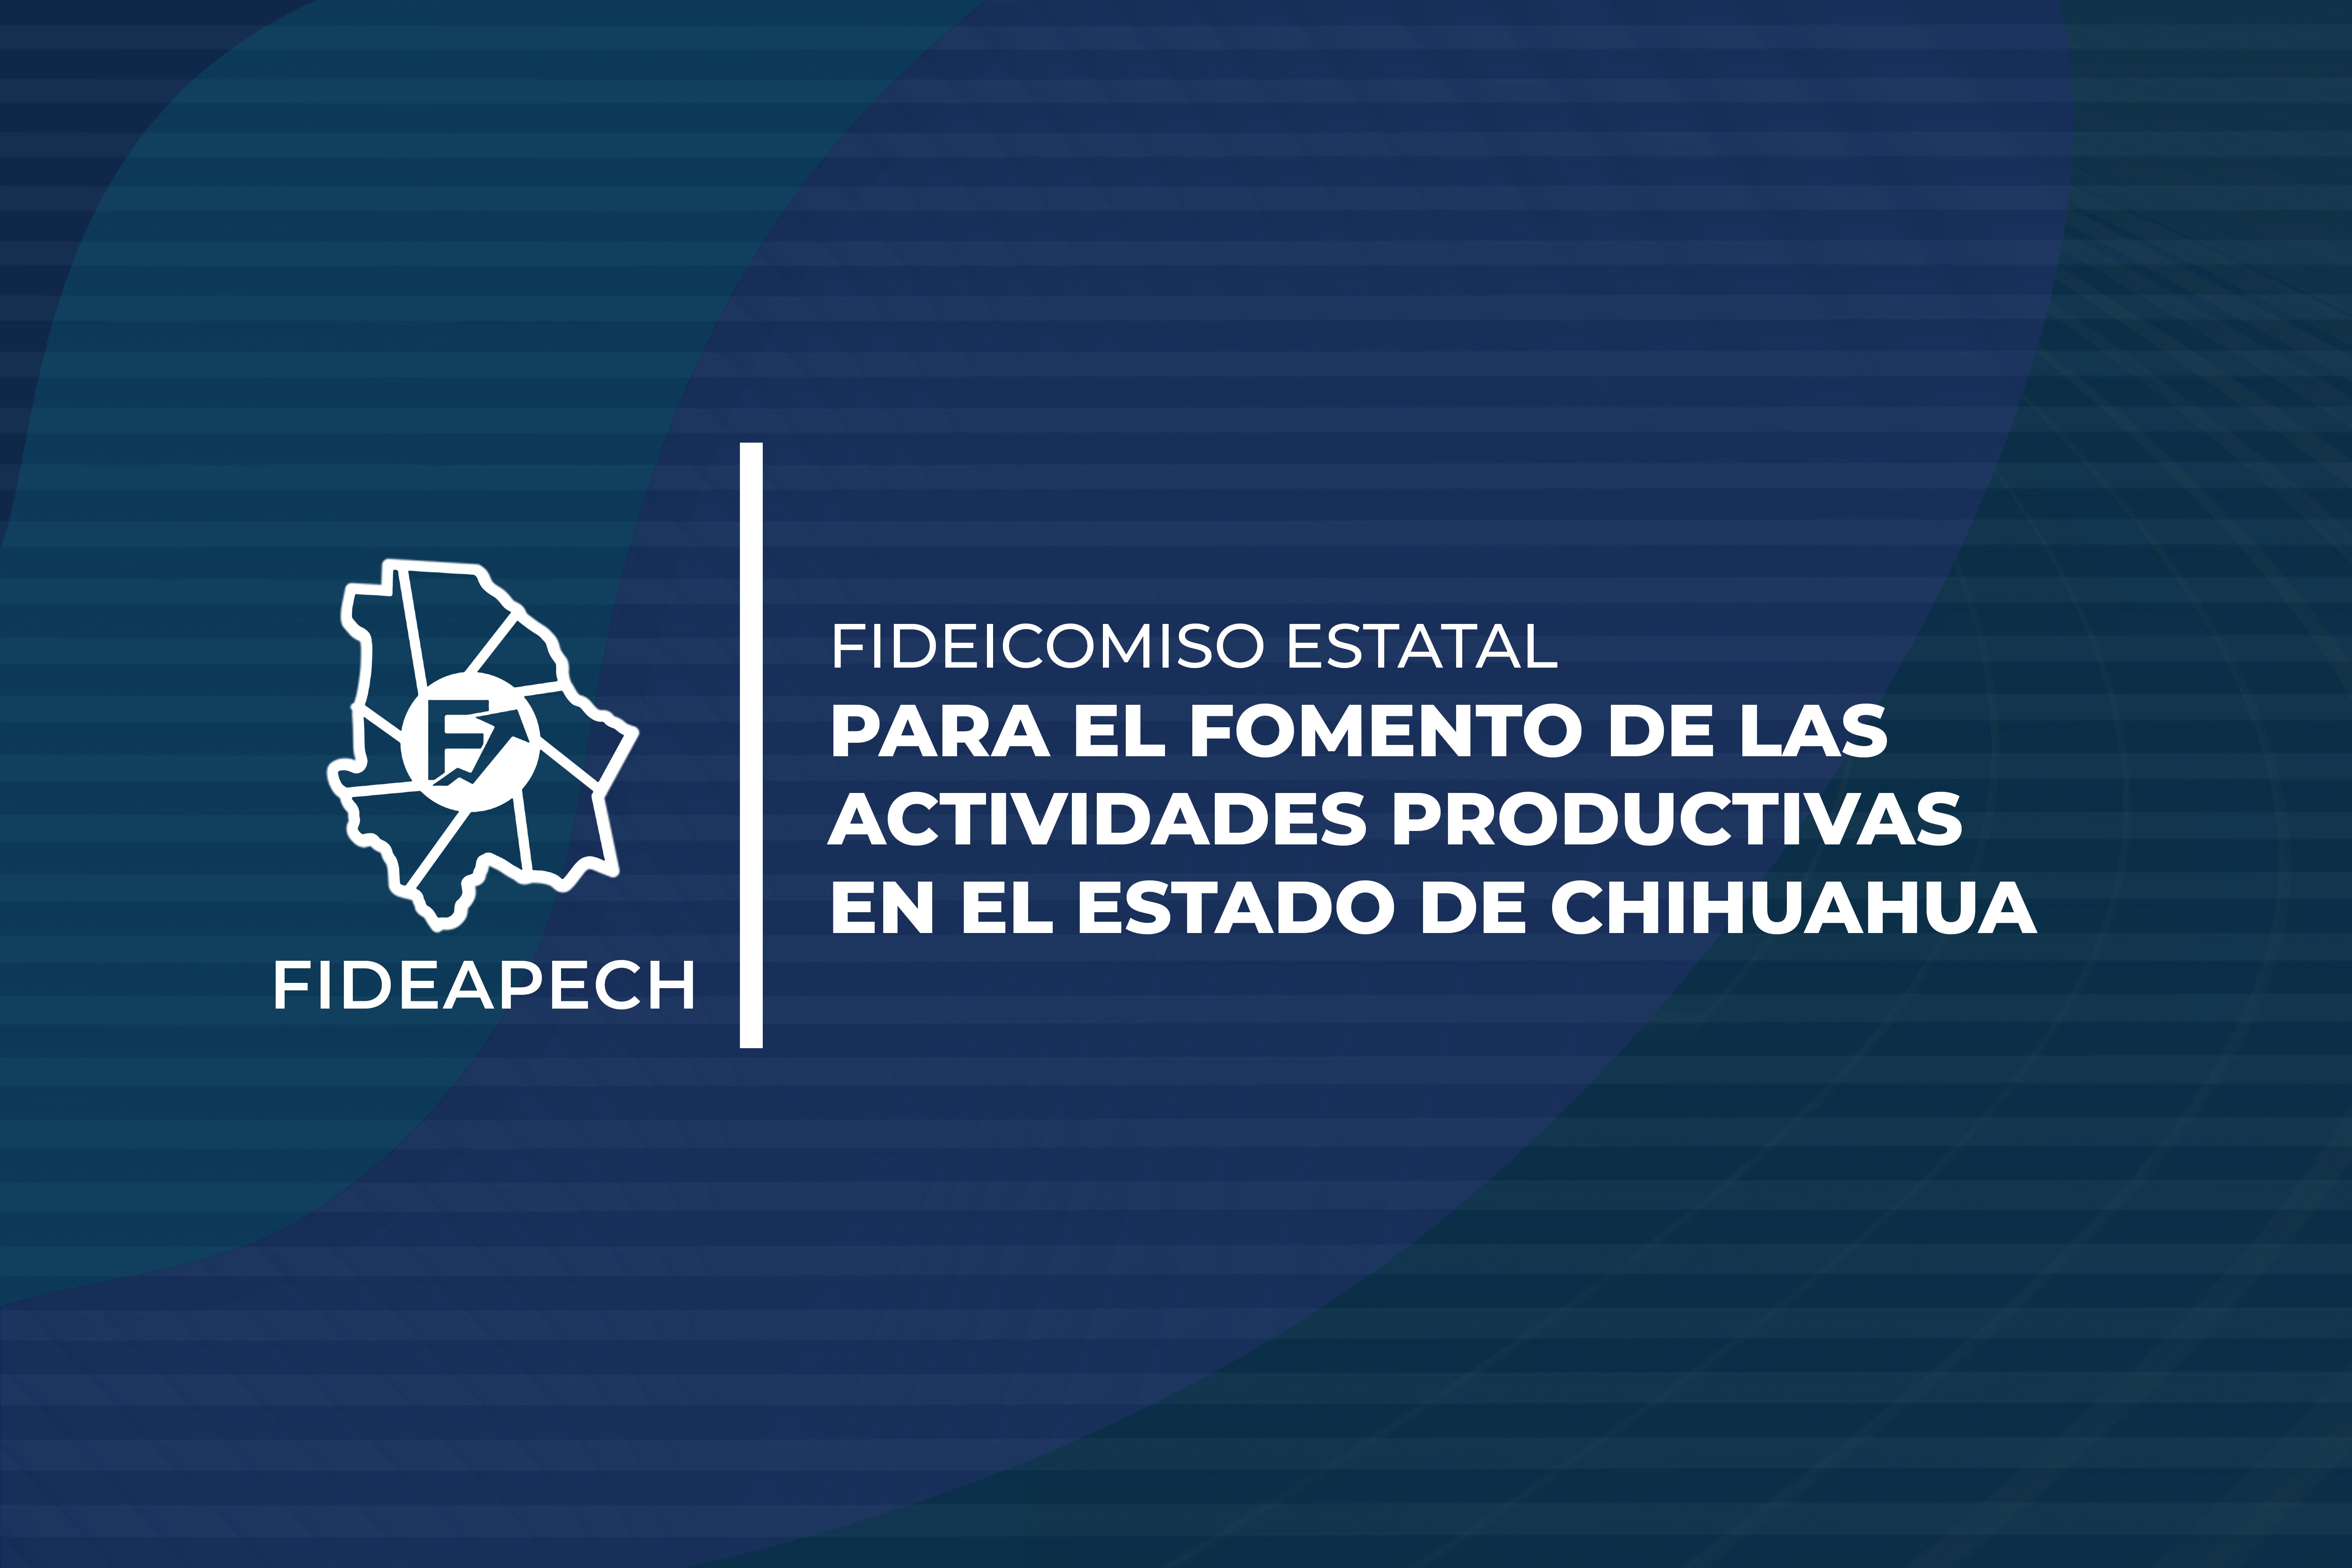 FIDEAPECH
FIDEICOMISO ESTATAL
PARA EL FOMENTO DE LAS
ACTIVIDADES PRODUCTIVAS
EN EL ESTADO DE CHIHUAHUA